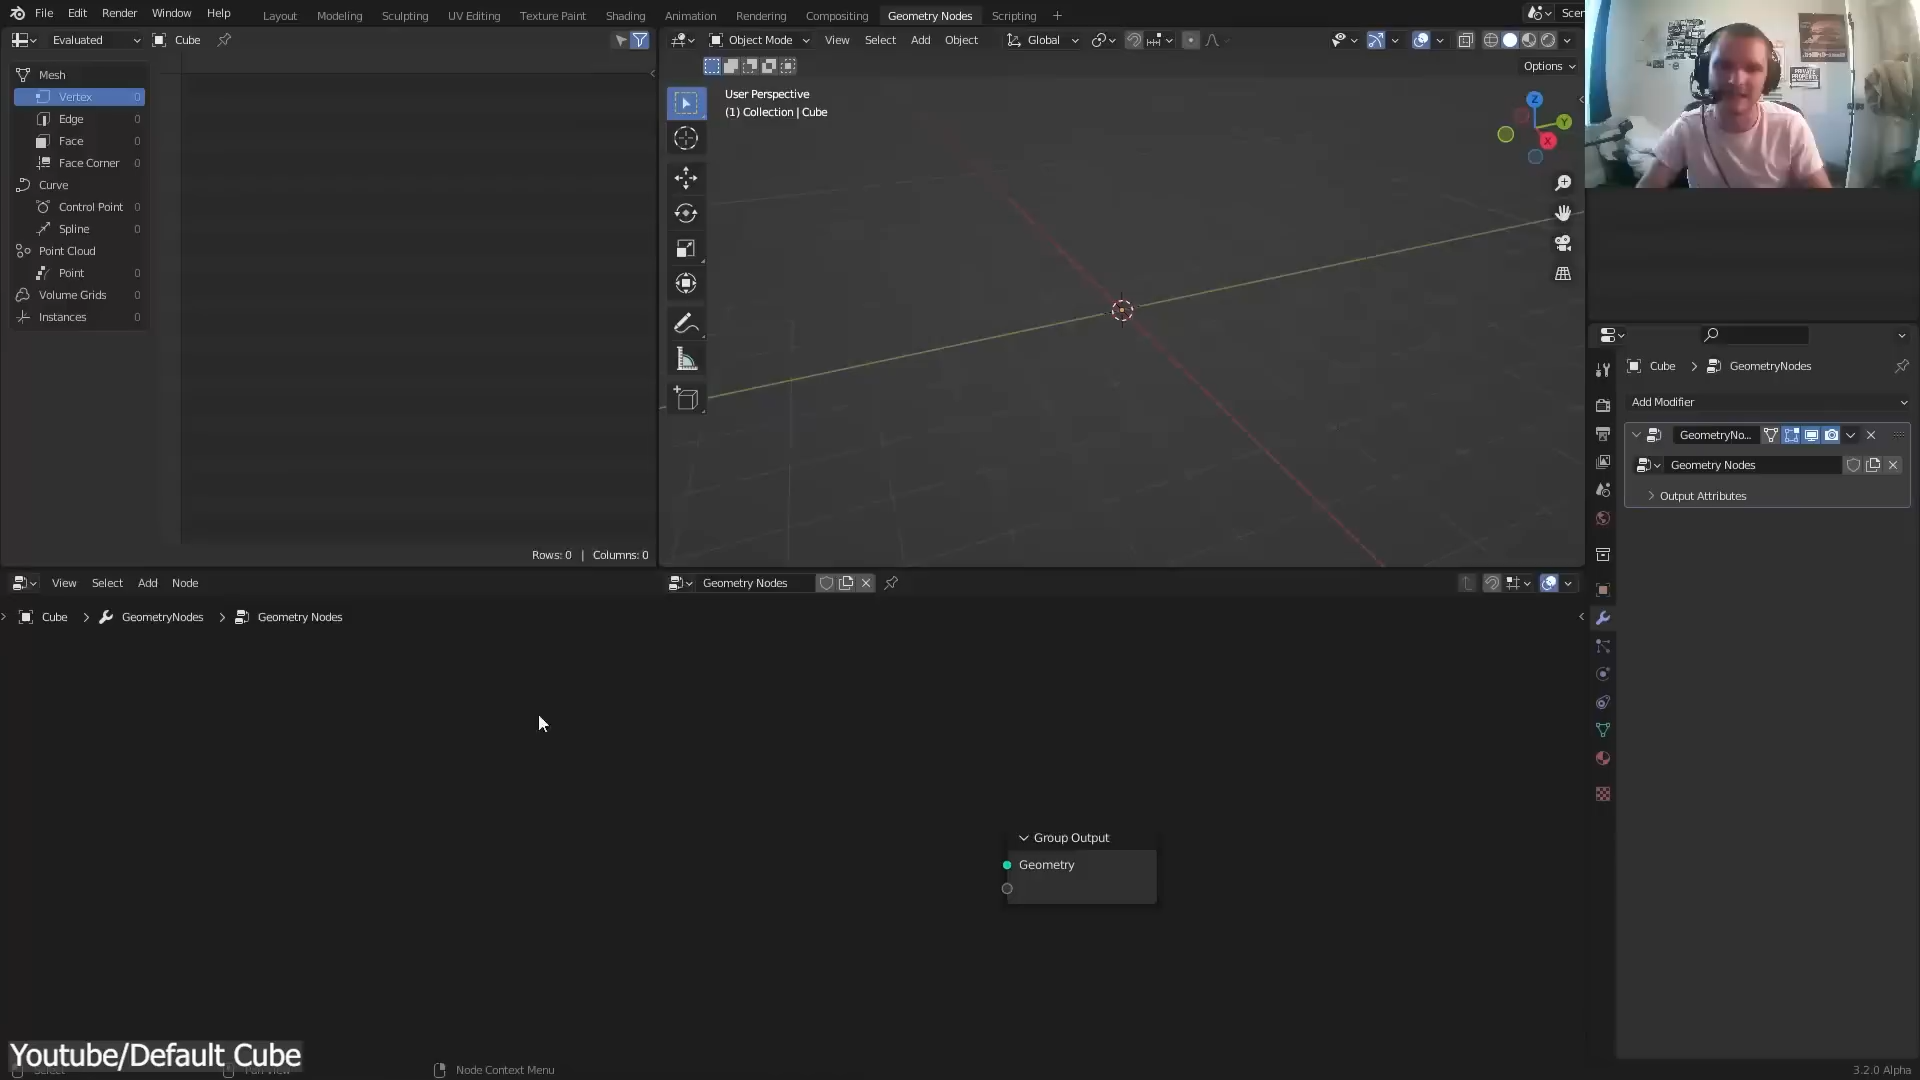 File Edit Render Window Help
Layout Modeling Sculpting UV Editing Texture Paint Shading Animation Rendering Compositing Geometry Nodes Scripting +
Evaluated Cube
Object Mode View Select Add Object Global
Options
Mesh
Vertex 0
Edge 0
Face 0
Face Corner 0
Curve
Control Point 0
Spline 0
Point Cloud
Point 0
Volume Grids 0
Instances 0
Rows: 0 | Columns: 0
User Perspective
(1) Collection | Cube
Z
Y
X
PRIVATE
PROPERTY
Cube > GeometryNodes
Add Modifier
GeometryNo...
Geometry Nodes
Output Attributes
View Select Add Node
Geometry Nodes
Cube > GeometryNodes > Geometry Nodes
Group Output
Geometry
Youtube/Default Cube
Select
Pan View
Node Context Menu
3.2.0 Alpha